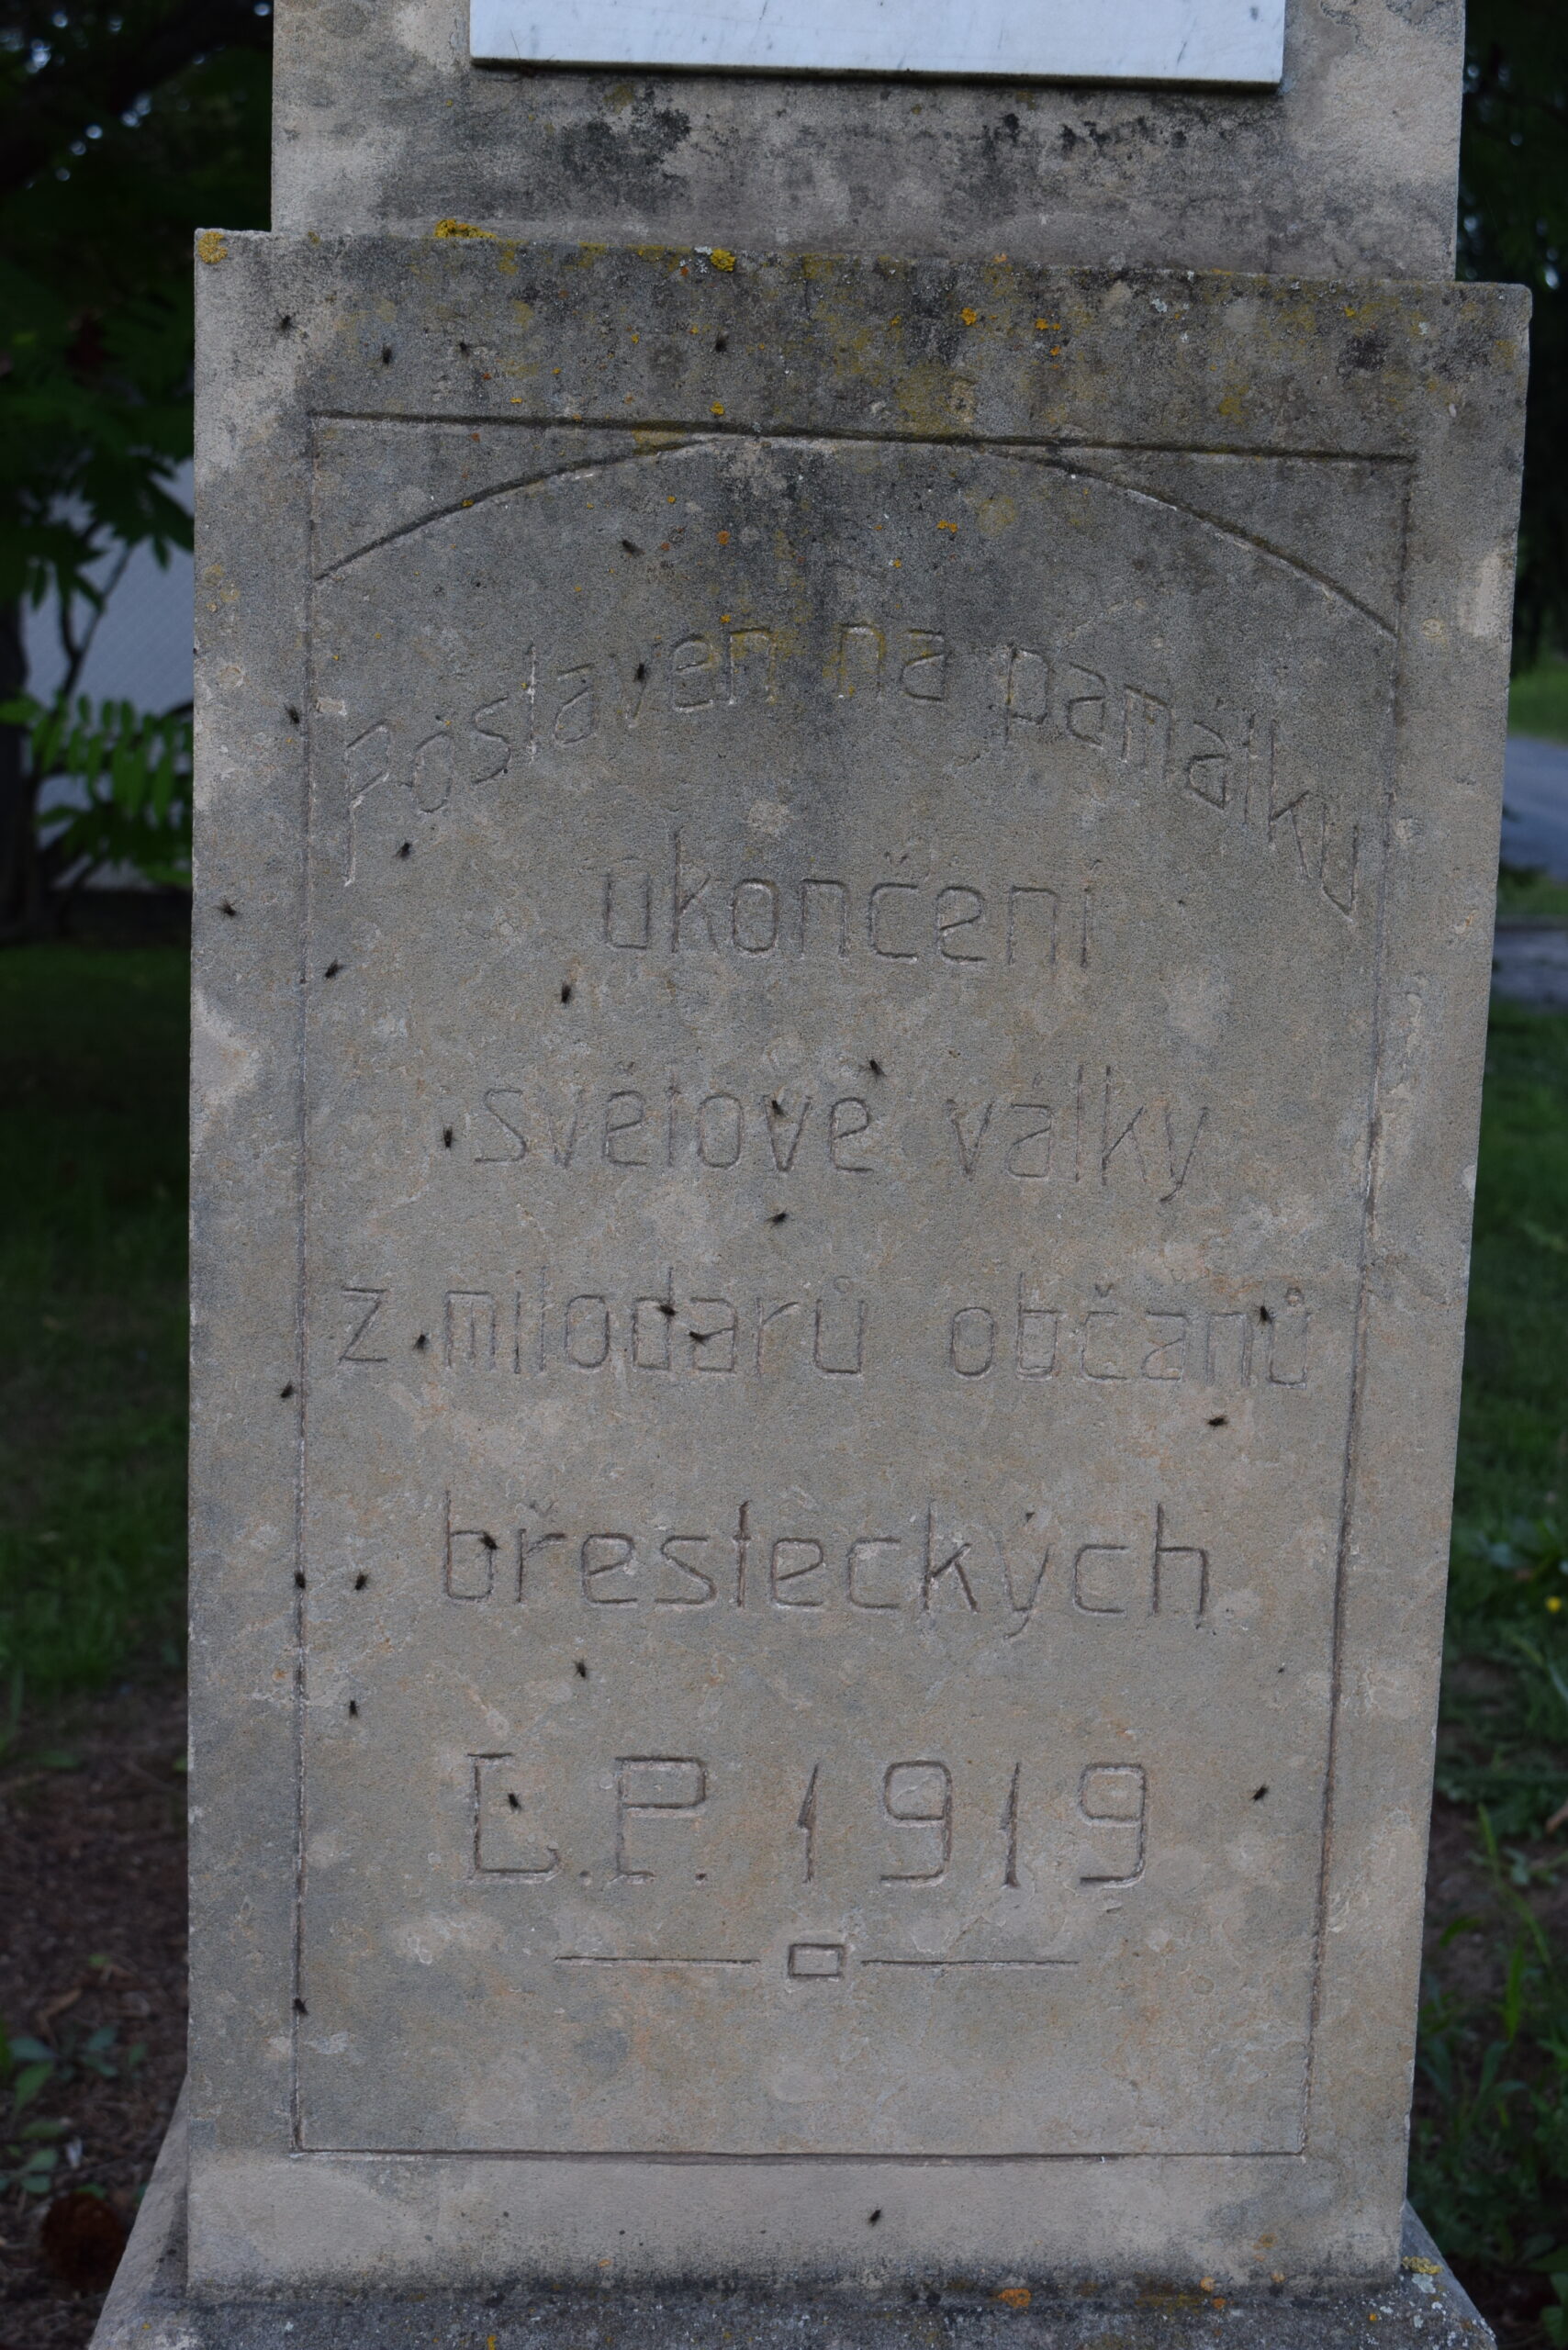 Postaven na památku
ukončení
světové války
z milodarů občanů
břesteckých
L.P. 1919